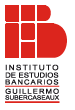 INSTITUTO
DE ESTUDIOS
BANCARIOS
GUILLERMO
SUBERCASEAUX